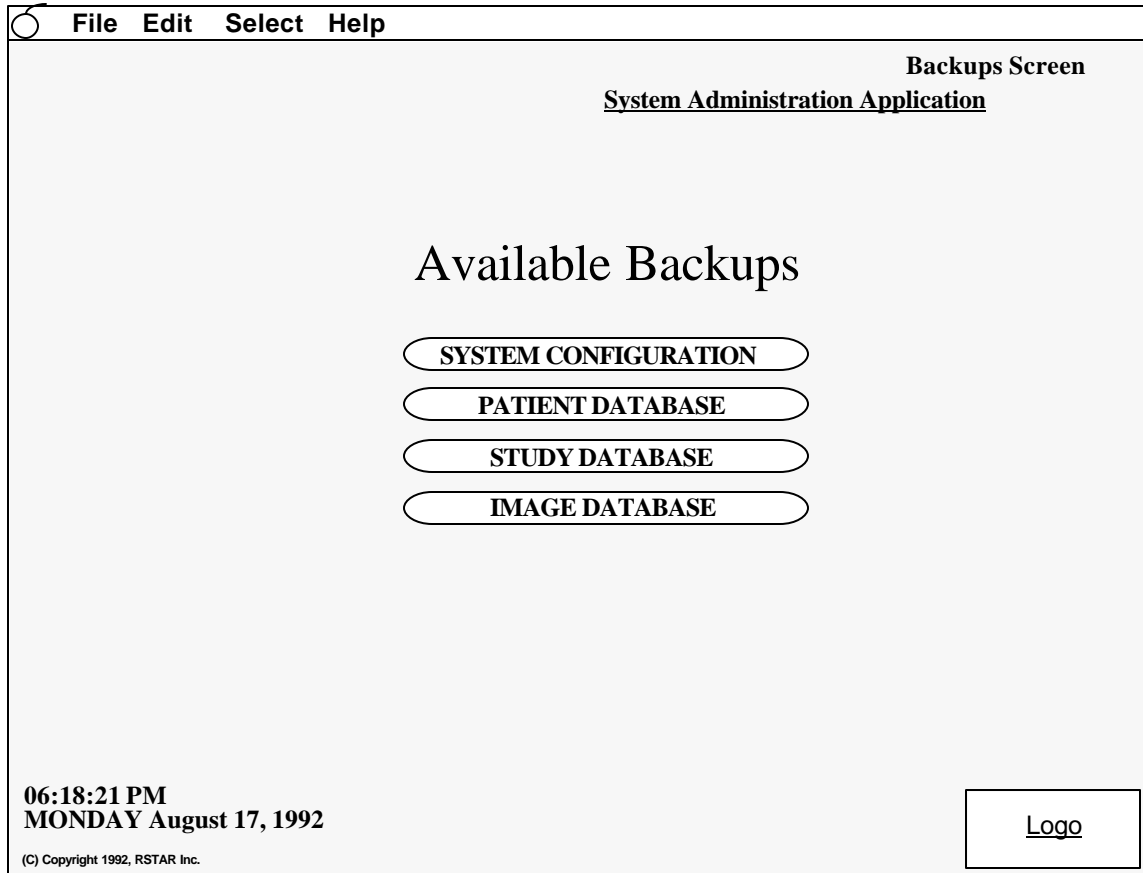 File Edit Select Help
Backups Screen
System Administration Application
Available Backups
SYSTEM CONFIGURATION
PATIENT DATABASE
STUDY DATABASE
IMAGE DATABASE
06:18:21 PM
MONDAY August 17, 1992
(C) Copyright 1992, RSTAR Inc.
Logo